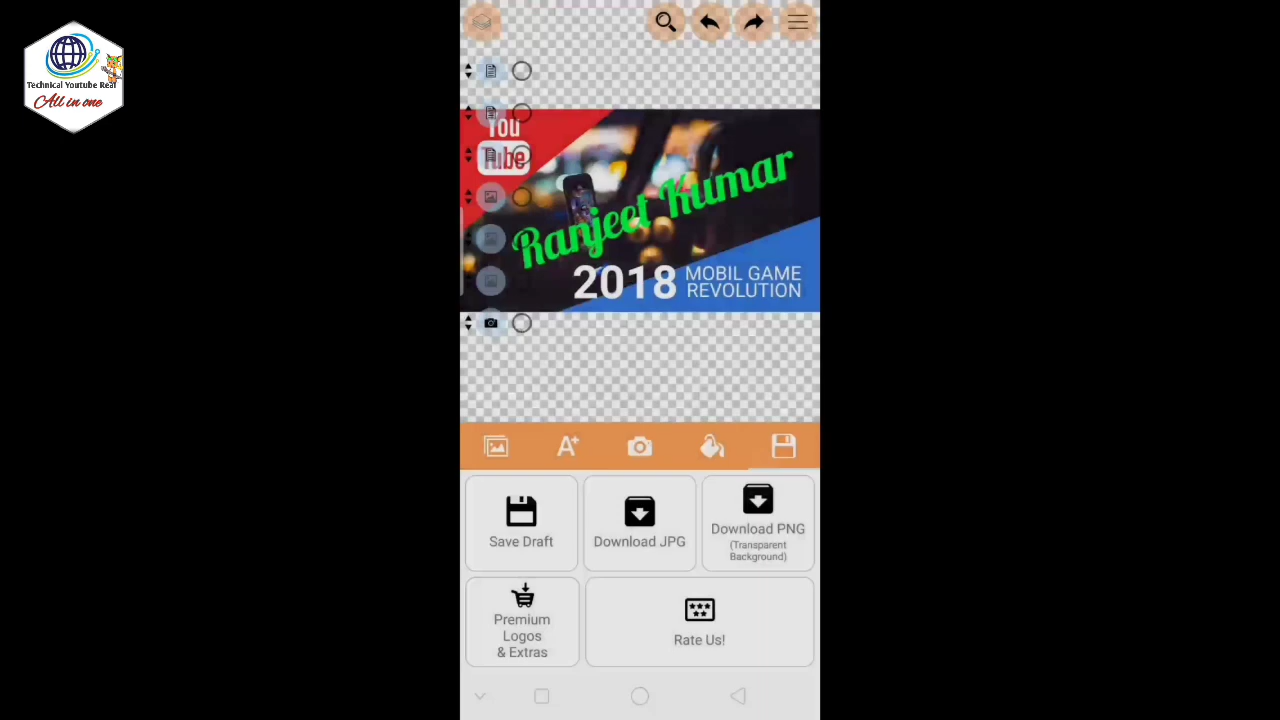 Technical Youtube Real
All in one
You
Tube
Ranjeet Kumar
2018
MOBIL GAME
REVOLUTION
A+
Save Draft
Download JPG
Download PNG
(Transparent
Background)
Premium
Logos
& Extras
Rate Us!